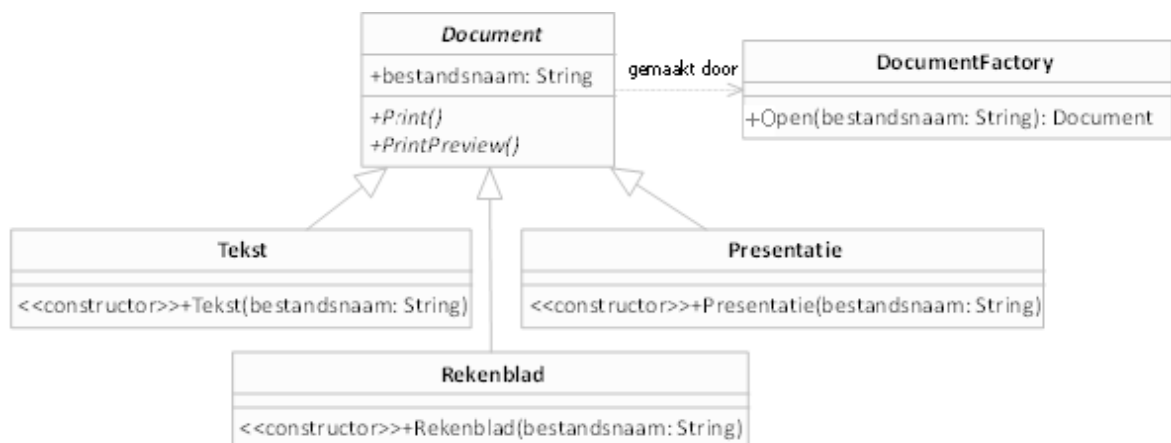 Document
+bestandsnaam: String
+Print()
+PrintPreview()
gemaakt door
DocumentFactory
+Open(bestandsnaam: String): Document
Tekst
<<constructor>>+Tekst(bestandsnaam: String)
Presentatie
<<constructor>>+Presentatie(bestandsnaam: String)
Rekenblad
<<constructor>>+Rekenblad(bestandsnaam: String)